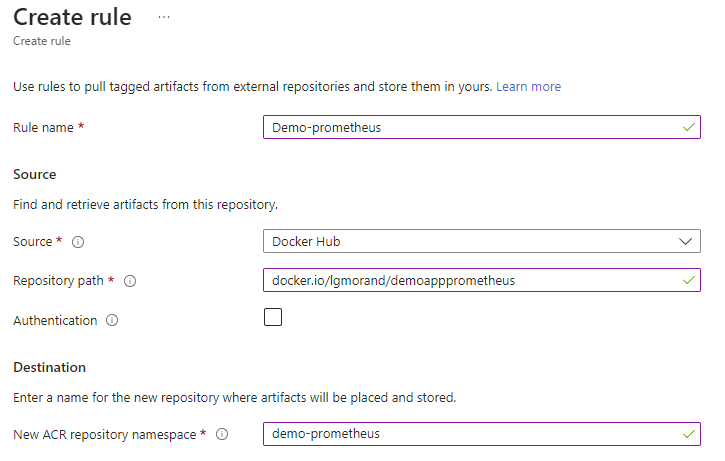 Create rule ...
Create rule
Use rules to pull tagged artifacts from external repositories and store them in yours. Learn more
Rule name * Demo-prometheus
Source
Find and retrieve artifacts from this repository.
Source * Docker Hub
Repository path * docker.io/lgmorand/demoappprometheus
Authentication
Destination
Enter a name for the new repository where artifacts will be placed and stored.
New ACR repository namespace * demo-prometheus